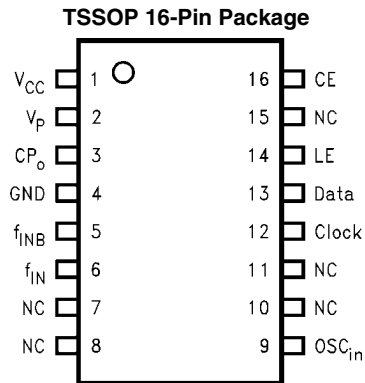 TSSOP 16-Pin Package
V_CC 1 16 CE
V_P 2 15 NC
CP_o 3 14 LE
GND 4 13 Data
f_INB 5 12 Clock
f_IN 6 11 NC
NC 7 10 NC
NC 8 9 OSC_in